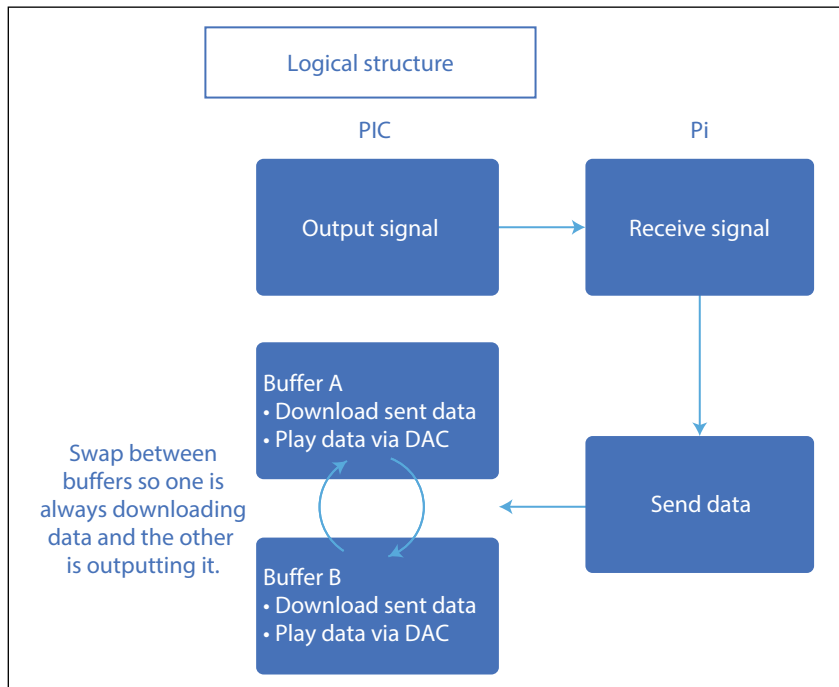 Logical structure
PIC
Pi
Output signal
Receive signal
Buffer A
• Download sent data
• Play data via DAC
Swap between
buffers so one is
always downloading
data and the other
is outputting it.
Send data
Buffer B
• Download sent data
• Play data via DAC